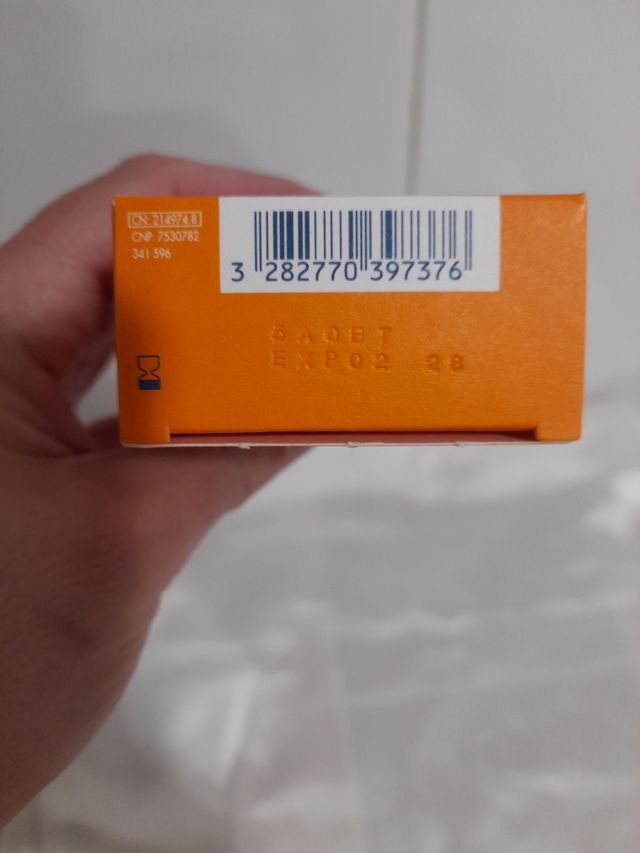 CN. 214974.8
CNP. 7530782
341 596
3 282770 397376
EXP02 28